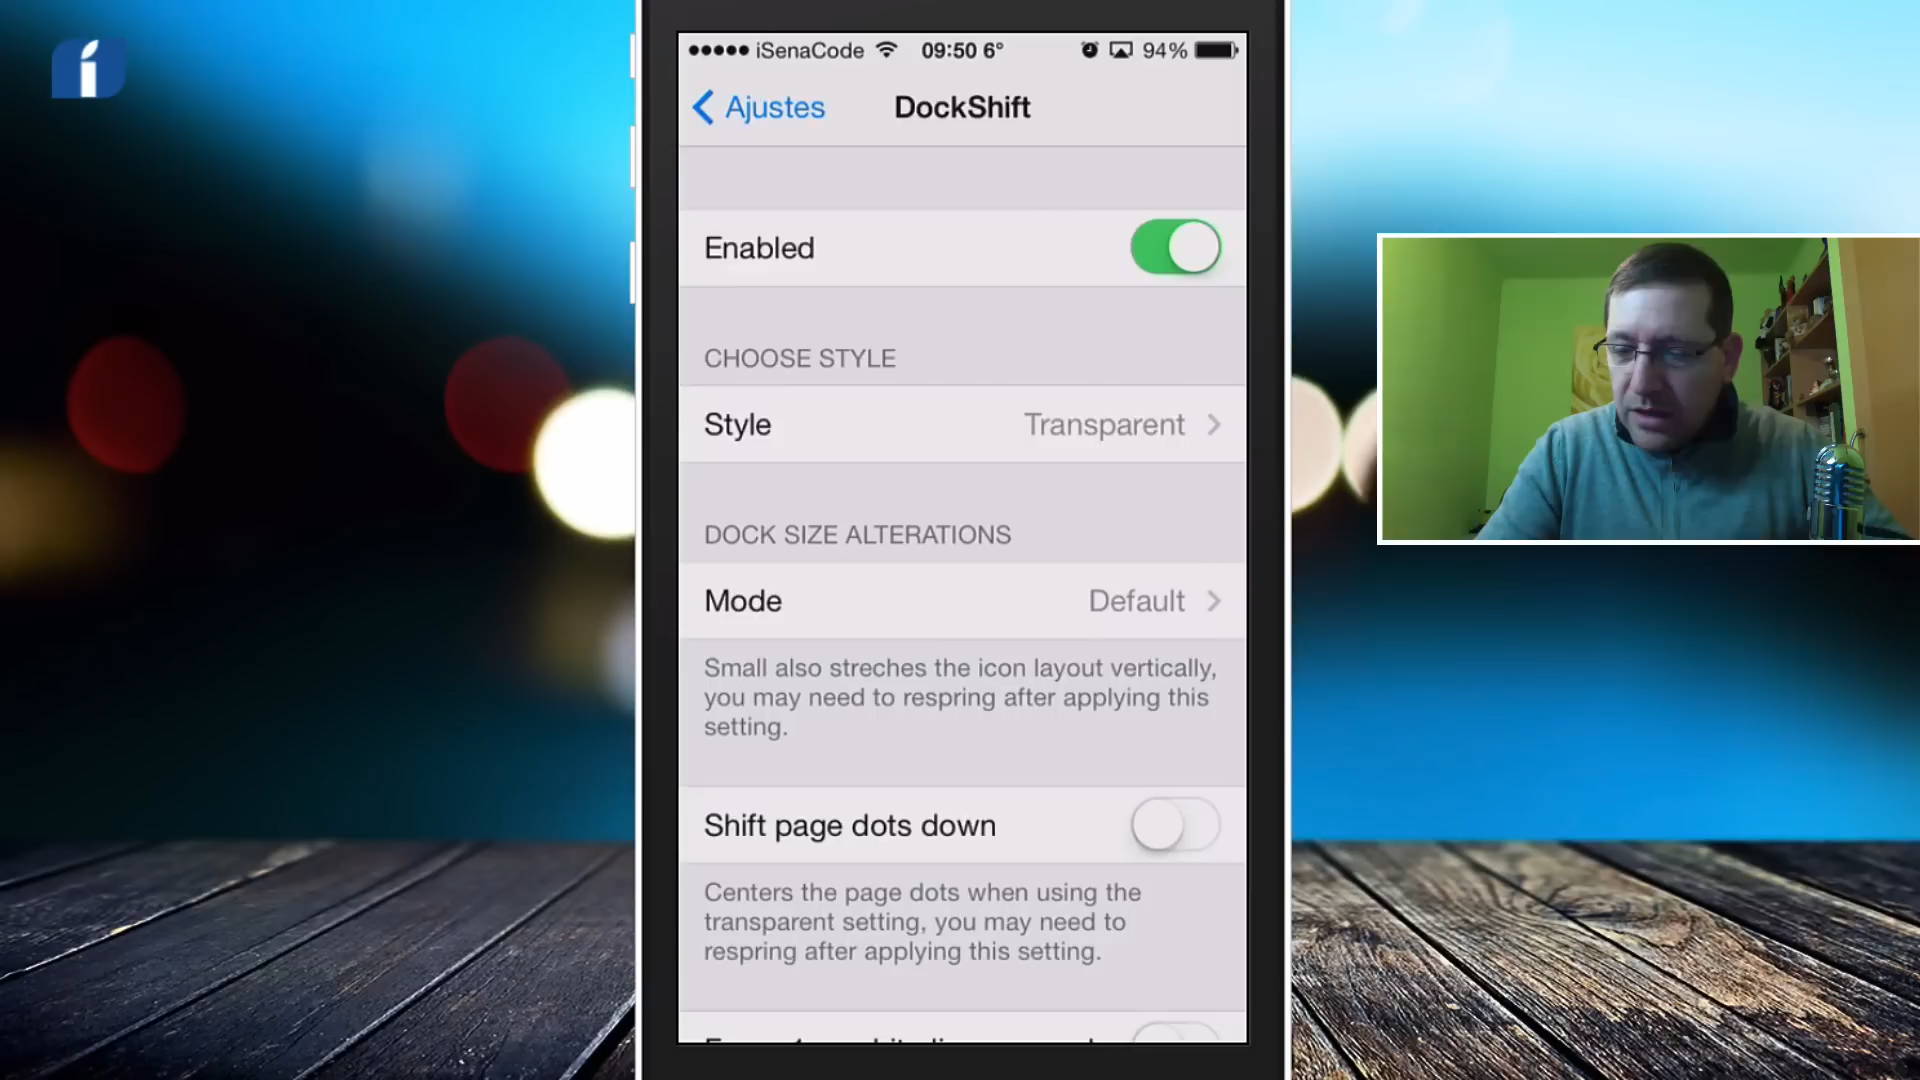 iSenaCode 09:50 6° 94%
Ajustes DockShift
Enabled
CHOOSE STYLE
Style Transparent
DOCK SIZE ALTERATIONS
Mode Default
Small also streches the icon layout vertically,
you may need to respring after applying this
setting.
Shift page dots down
Centers the page dots when using the
transparent setting, you may need to
respring after applying this setting.